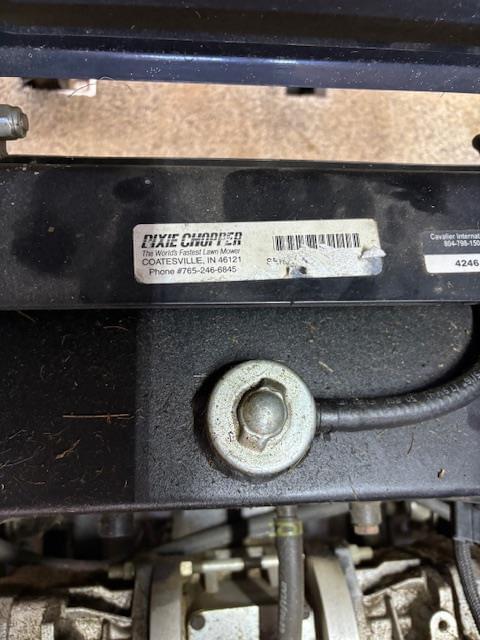 DIXIE CHOPPER
The World's Fastest Lawn Mower
COATESVILLE, IN 46121
Phone #765-246-6845
Cavalier Internat
804-798-150
4246